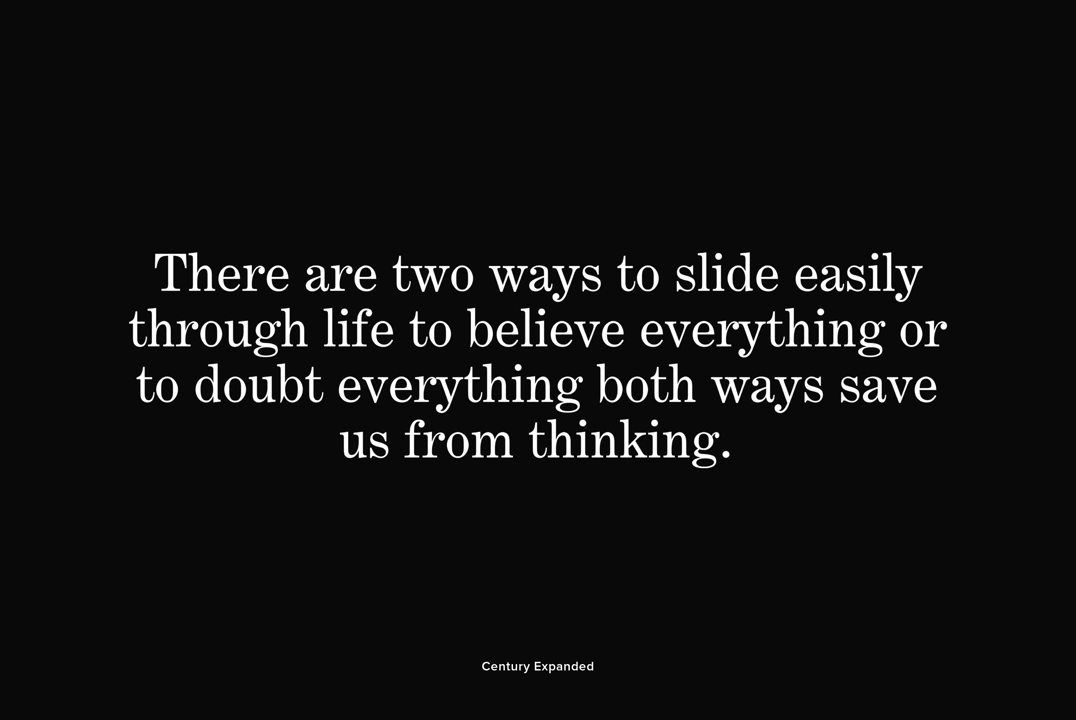 There are two ways to slide easily
through life to believe everything or
to doubt everything both ways save
us from thinking.
Century Expanded